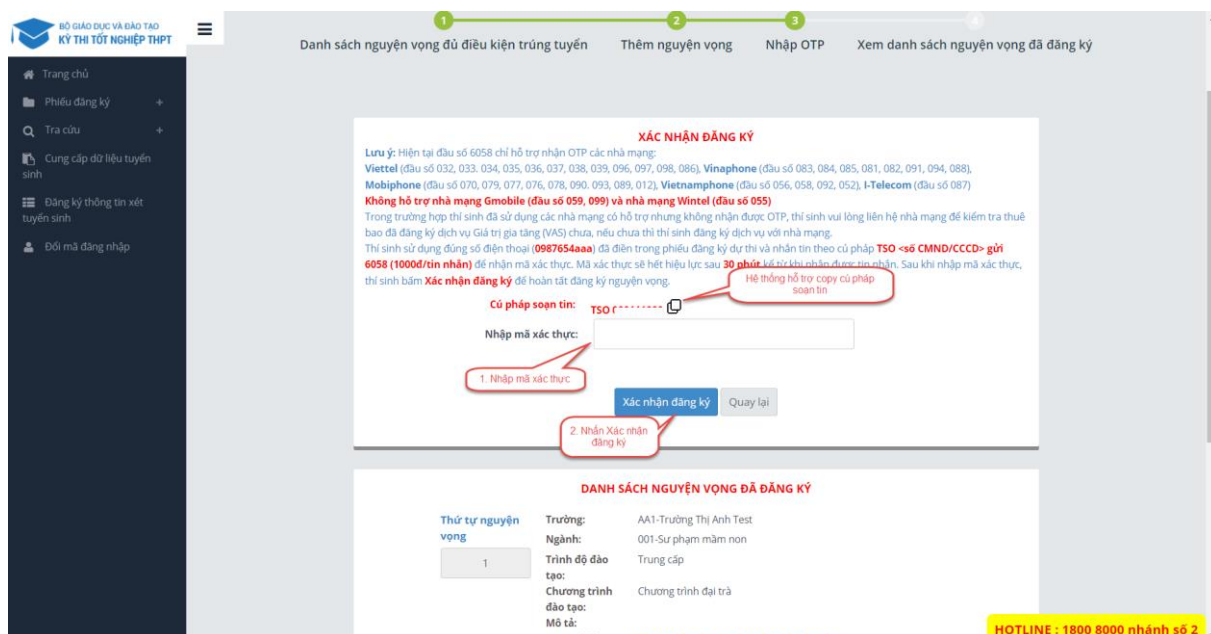 BỘ GIÁO DỤC VÀ ĐÀO TẠO
KỲ THI TỐT NGHIỆP THPT
Trang chủ
Phiếu đăng ký +
Tra cứu +
Cung cấp dữ liệu tuyển
sinh
Đăng ký thông tin xét
tuyển sinh
Đổi mã đăng nhập
1 2 3 4
Danh sách nguyện vọng đủ điều kiện trúng tuyển Thêm nguyện vọng Nhập OTP Xem danh sách nguyện vọng đã đăng ký
XÁC NHẬN ĐĂNG KÝ
Lưu ý: Hiện tại đầu số 6058 chỉ hỗ trợ nhận OTP các nhà mạng:
Viettel (đầu số 032, 033. 034, 035, 036, 037, 038, 039, 096, 097, 098, 086), Vinaphone (đầu số 083, 084, 085, 081, 082, 091, 094, 088),
Mobiphone (đầu số 070, 079, 077, 076, 078, 090. 093, 089, 012), Vietnamphone (đầu số 056, 058, 092, 052), I-Telecom (đầu số 087)
Không hỗ trợ nhà mạng Gmobile (đầu số 059, 099) và nhà mạng Wintel (đầu số 055)
Trong trường hợp thí sinh đã sử dụng các nhà mạng có hỗ trợ nhưng không nhận được OTP, thí sinh vui lòng liên hệ nhà mạng để kiểm tra thuê
bao đã đăng ký dịch vụ Giá trị gia tăng (VAS) chưa, nếu chưa thì thí sinh đăng ký dịch vụ với nhà mạng.
Thí sinh sử dụng đúng số điện thoại (0987654aaa) đã điền trong phiếu đăng ký dự thi và nhắn tin theo cú pháp TSO <số CMND/CCCD> gửi
6058 (1000đ/tin nhắn) để nhận mã xác thực. Mã xác thực sẽ hết hiệu lực sau 30 phút kể từ khi nhận được tin nhắn. Sau khi nhập mã xác thực,
thí sinh bấm Xác nhận đăng ký để hoàn tất đăng ký nguyện vọng.
Hệ thống hỗ trợ copy cú pháp
soạn tin
Cú pháp soạn tin: TSO
Nhập mã xác thực:
1. Nhập mã xác thực
Xác nhận đăng ký Quay lại
2. Nhấn Xác nhận
đăng ký
DANH SÁCH NGUYỆN VỌNG ĐÃ ĐĂNG KÝ
Thứ tự nguyện
vọng
1
Trường: AA1-Trường Thị Anh Test
Ngành: 001-Sư phạm mầm non
Trình độ đào Trung cấp
tạo:
Chương trình Chương trình đại trà
đào tạo:
Mô tả:
HOTLINE : 1800 8000 nhánh số 2